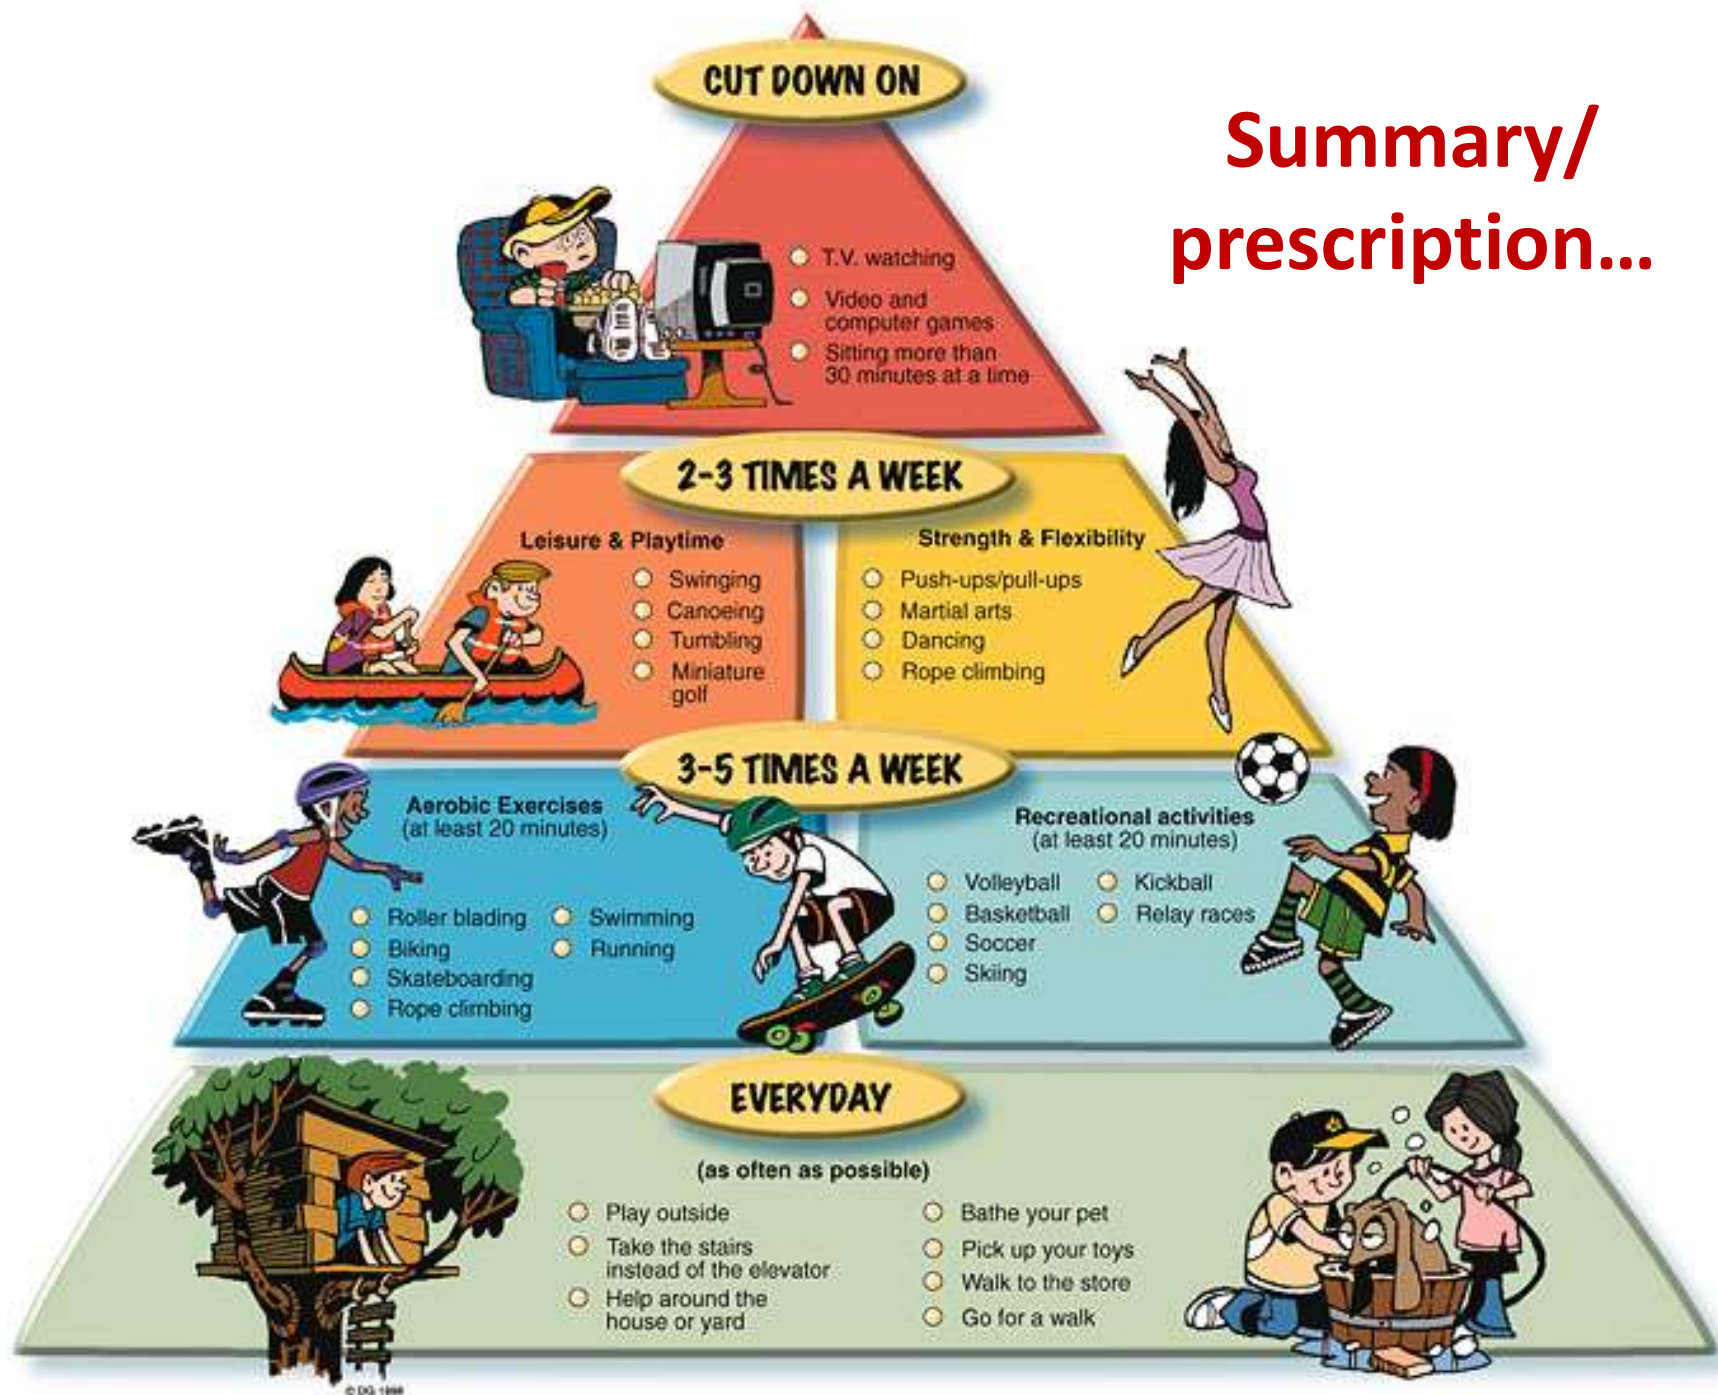 CUT DOWN ON
Summary/
prescription...
T.V. watching
Video and
computer games
Sitting more than
30 minutes at a time
2-3 TIMES A WEEK
Leisure & Playtime
Swinging
Canoeing
Tumbling
Miniature
golf
Strength & Flexibility
Push-ups/pull-ups
Martial arts
Dancing
Rope climbing
3-5 TIMES A WEEK
Aerobic Exercises
(at least 20 minutes)
Roller blading
Biking
Skateboarding
Rope climbing
Swimming
Running
Recreational activities
(at least 20 minutes)
Volleyball
Basketball
Soccer
Skiing
Kickball
Relay races
EVERYDAY
(as often as possible)
Play outside
Take the stairs
instead of the elevator
Help around the
house or yard
Bathe your pet
Pick up your toys
Walk to the store
Go for a walk
© DG 1998